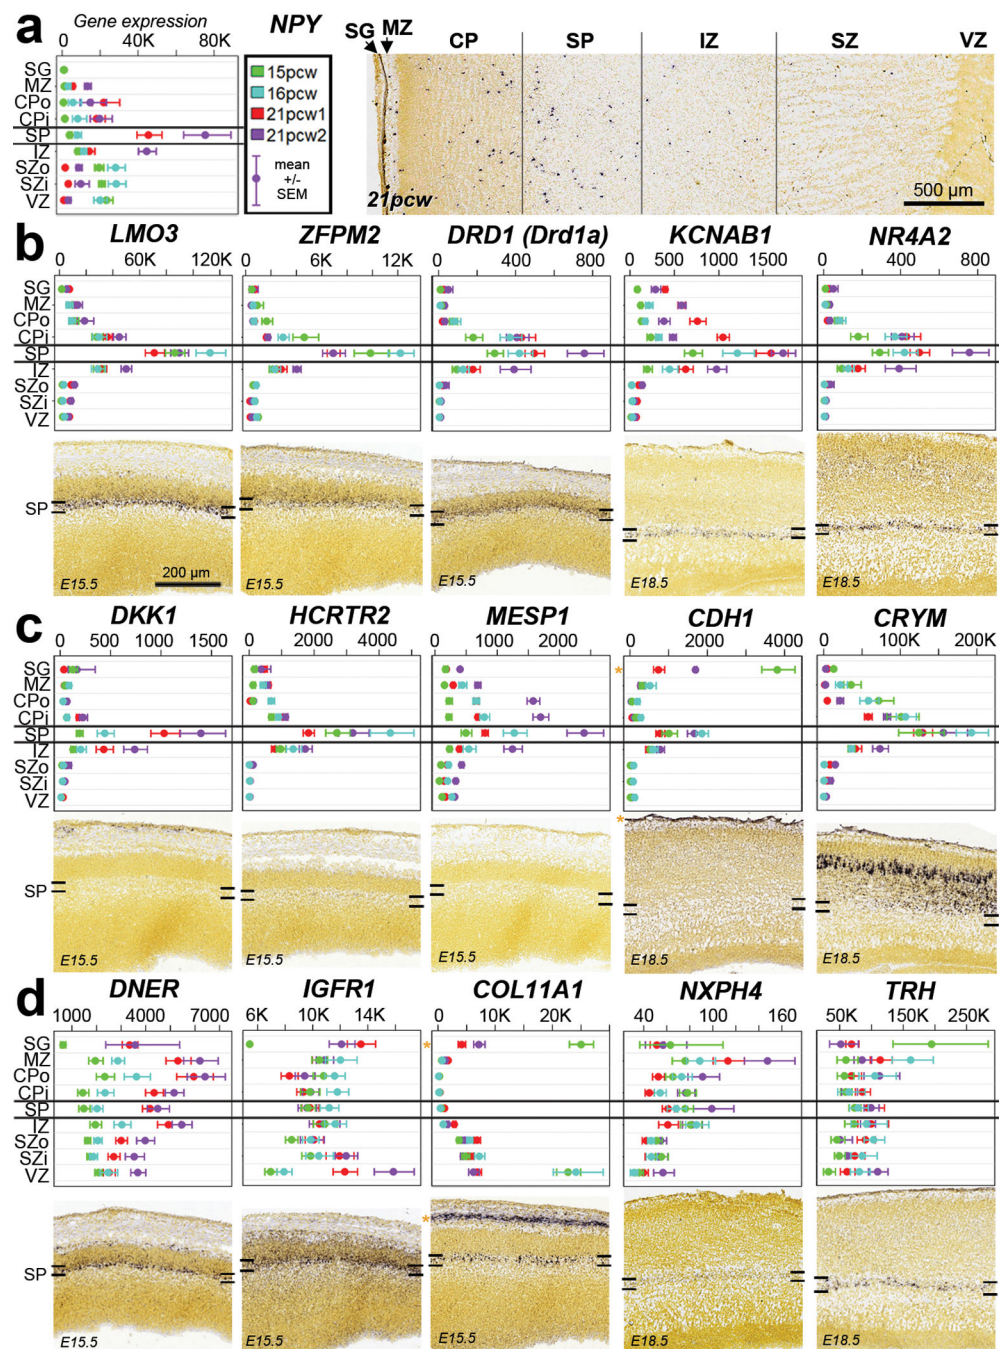 a
Gene expression
0 40K 80K
NPY
SG
MZ
CPo
CPi
SP
IZ
SZo
SZi
VZ
15pcw
16pcw
21pcw1
21pcw2
mean
+/-
SEM
SG MZ CP SP IZ SZ VZ
21pcw
500 µm
b
LMO3 ZFPM2 DRD1 (Drd1a) KCNAB1 NR4A2
0 60K 120K 0 6K 12K 0 400 800 0 500 1500 0 400 800
SG
MZ
CPo
CPi
SP
IZ
SZo
SZi
VZ
SP
200 µm
E15.5 E15.5 E15.5 E18.5 E18.5
c
DKK1 HCRTR2 MESP1 CDH1 CRYM
0 500 1500 0 2000 4000 0 1000 2000 0 2000 4000 0 100K 200K
SG *
MZ
CPo
CPi
SP
IZ
SZo
SZi
VZ
*
SP
E15.5 E15.5 E15.5 E18.5 E18.5
d
DNER IGFR1 COL11A1 NXPH4 TRH
1000 4000 7000 6K 10K 14K 0 10K 20K 40 100 160 50K 150K 250K
SG *
MZ
CPo
CPi
SP
IZ
SZo
SZi
VZ
*
SP
E15.5 E15.5 E15.5 E18.5 E18.5